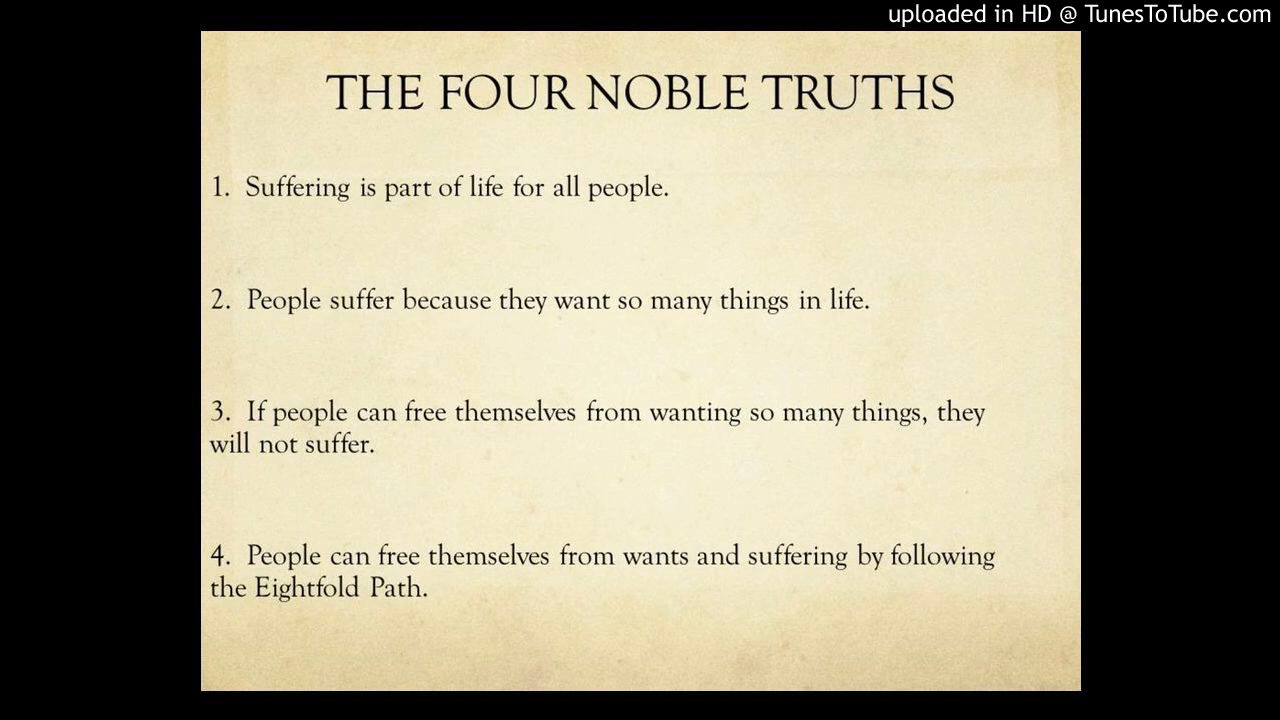 uploaded in HD @ TunesToTube.com
THE FOUR NOBLE TRUTHS
1. Suffering is part of life for all people.
2. People suffer because they want so many things in life.
3. If people can free themselves from wanting so many things, they
will not suffer.
4. People can free themselves from wants and suffering by following
the Eightfold Path.